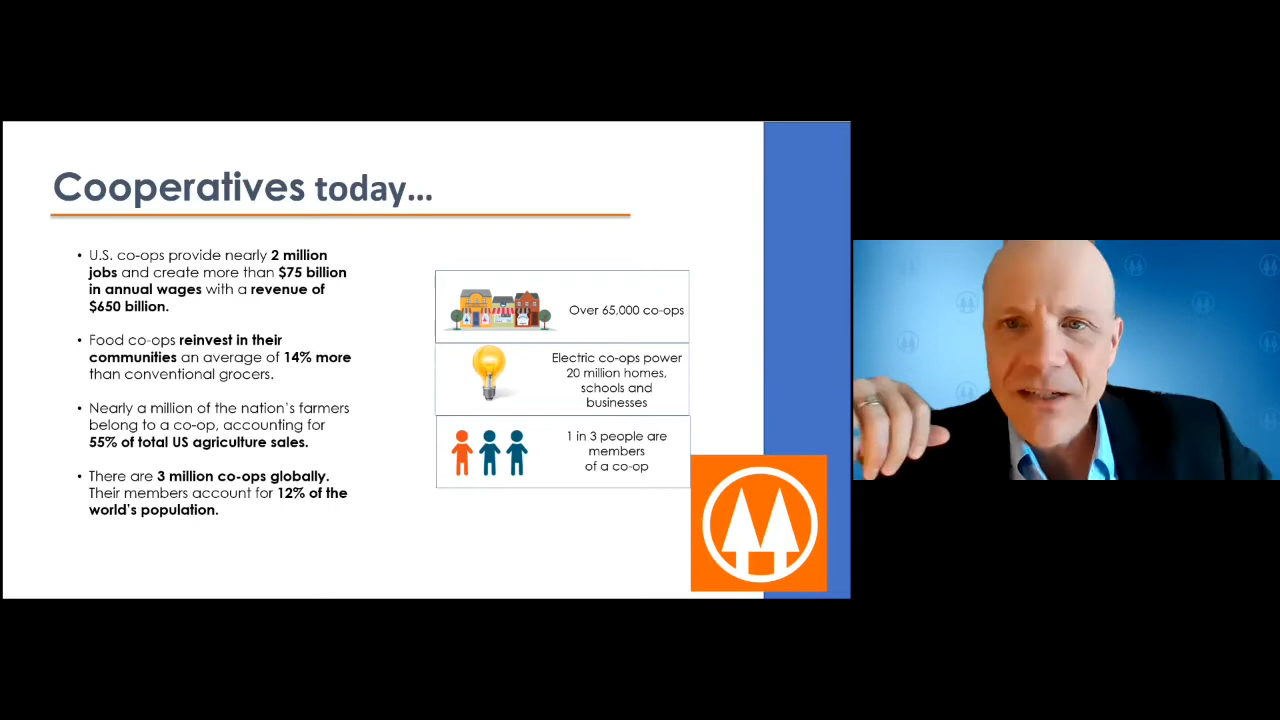 Cooperatives today...
• U.S. co-ops provide nearly 2 million
jobs and create more than $75 billion
in annual wages with a revenue of
$650 billion.
• Food co-ops reinvest in their
communities an average of 14% more
than conventional grocers.
• Nearly a million of the nation's farmers
belong to a co-op, accounting for
55% of total US agriculture sales.
• There are 3 million co-ops globally.
Their members account for 12% of the
world's population.
Over 65,000 co-ops
Electric co-ops power
20 million homes,
schools and
businesses
1 in 3 people are
members
of a co-op